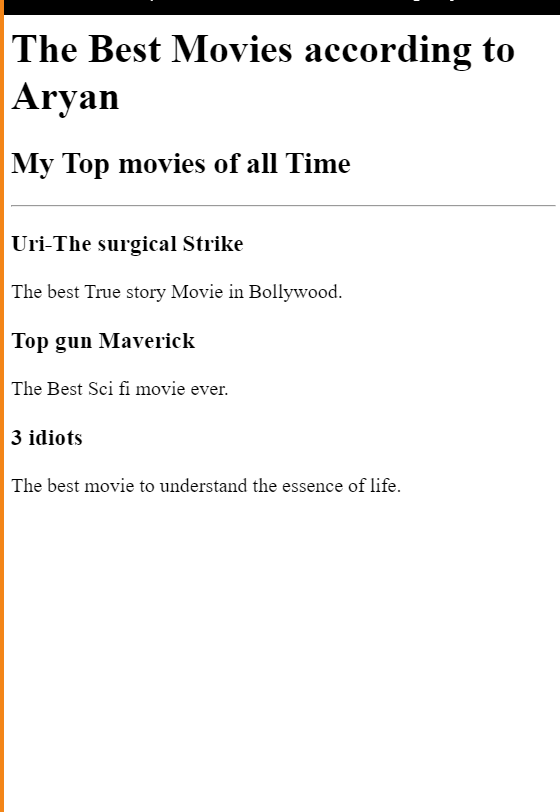 The Best Movies according to
Aryan
My Top movies of all Time
Uri-The surgical Strike
The best True story Movie in Bollywood.
Top gun Maverick
The Best Sci fi movie ever.
3 idiots
The best movie to understand the essence of life.